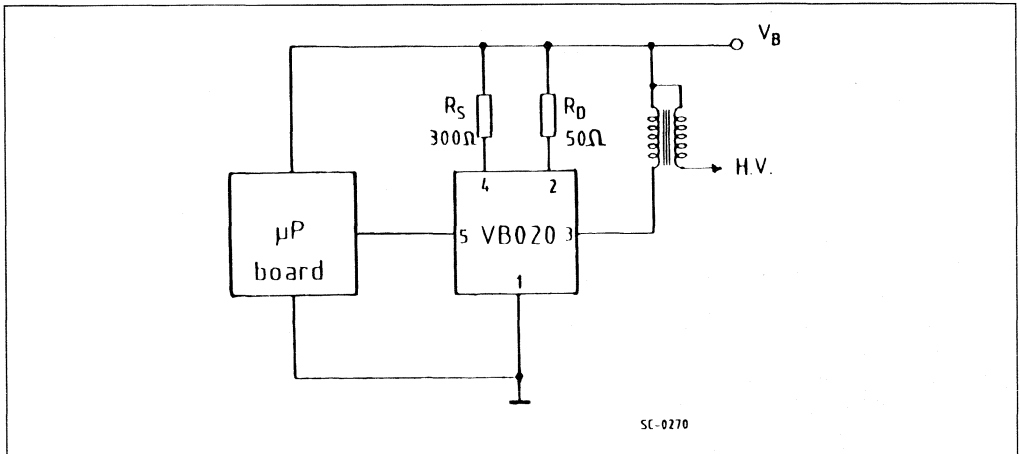 V_B
R_S
300Ω
R_D
50Ω
H.V.
4
2
5 VB020 3
1
µP
board
SC-0270